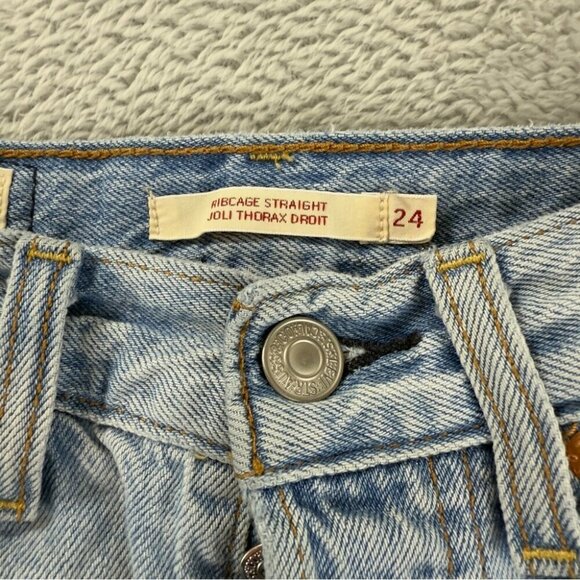 RIBCAGE STRAIGHT
JOLI THORAX DROIT
24